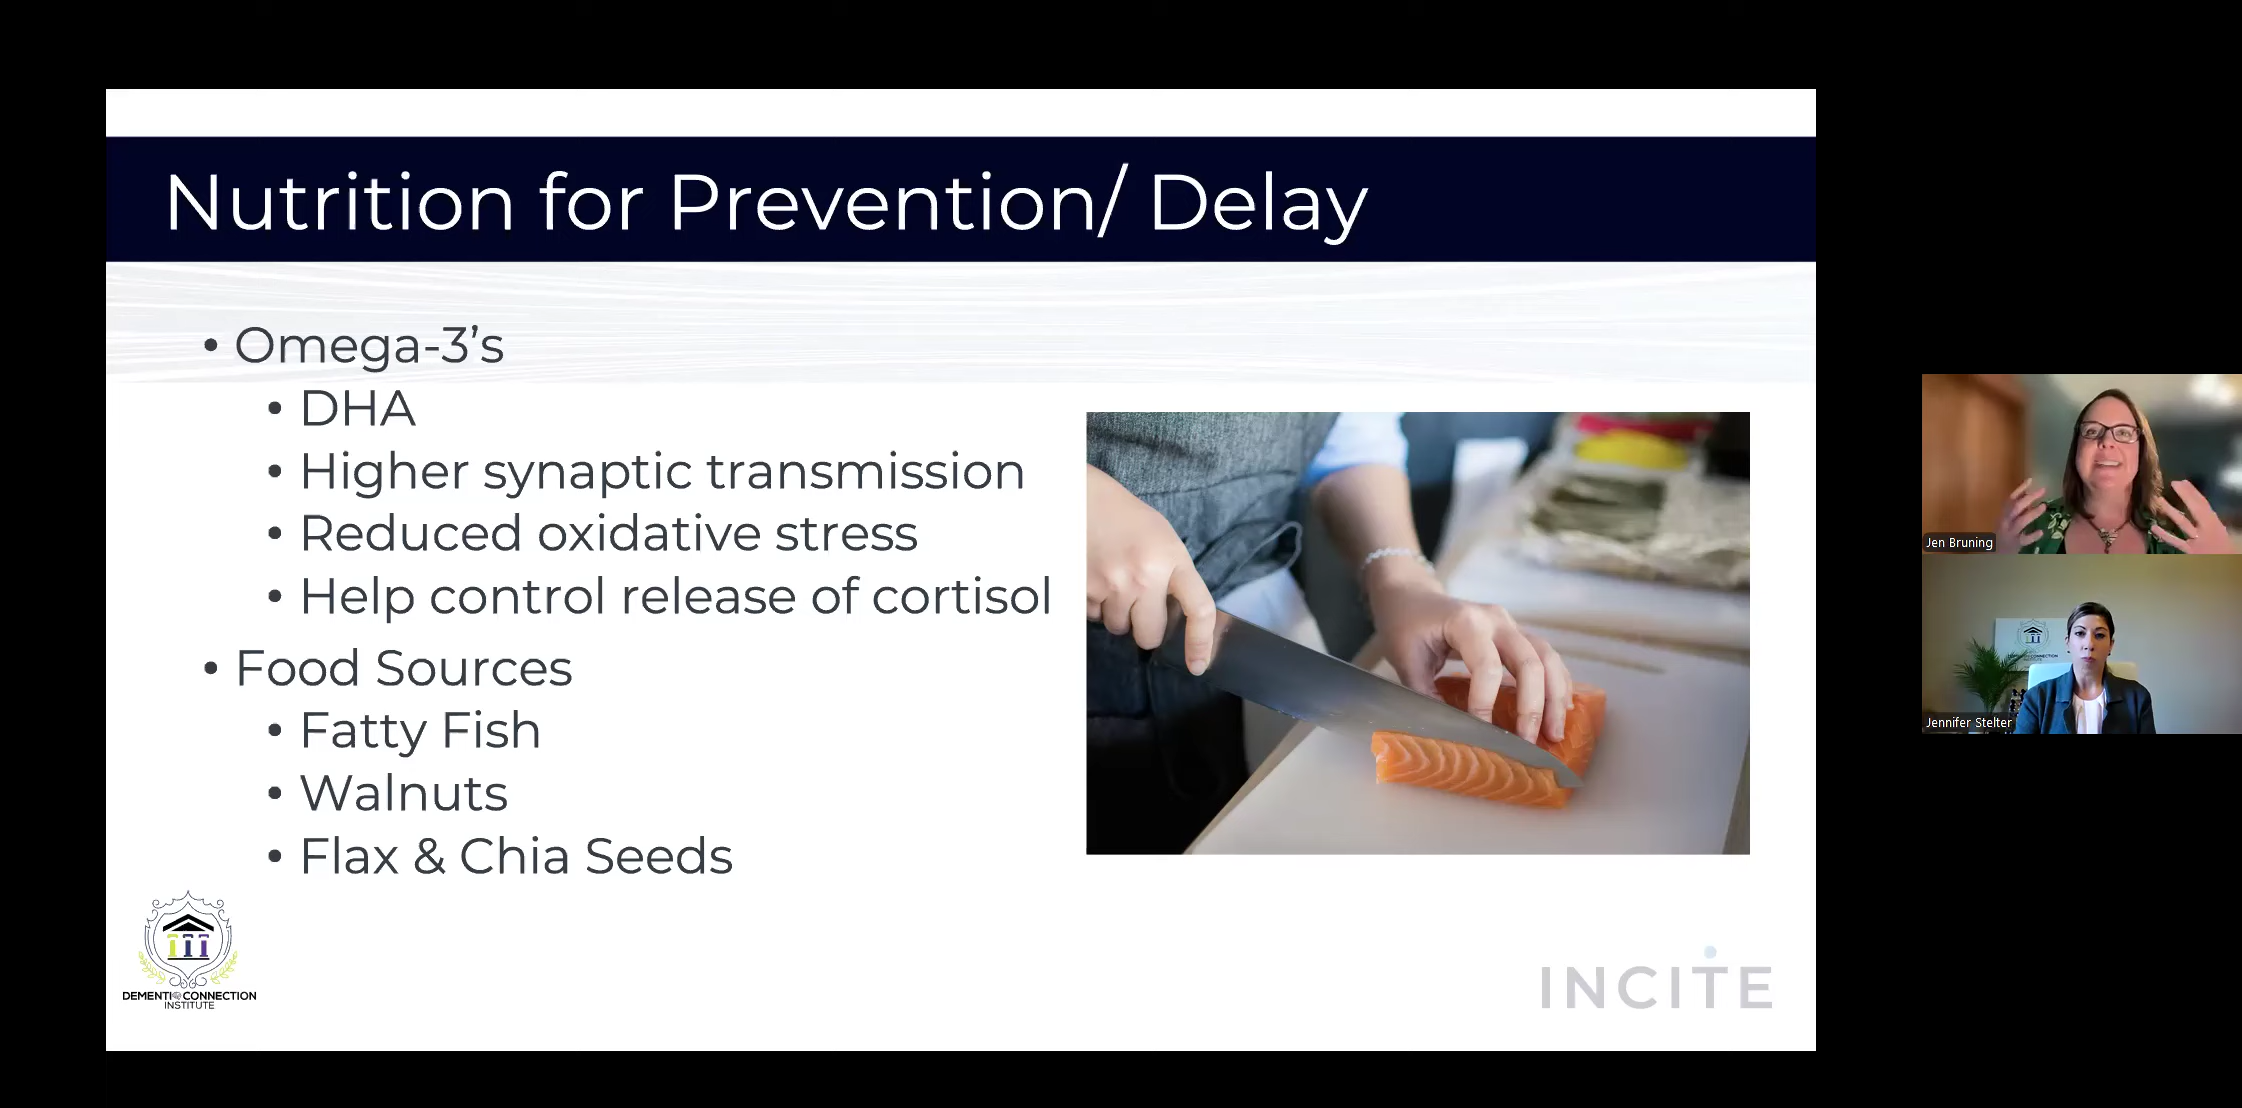 Nutrition for Prevention/ Delay
• Omega-3’s
• DHA
• Higher synaptic transmission
• Reduced oxidative stress
• Help control release of cortisol
• Food Sources
• Fatty Fish
• Walnuts
• Flax & Chia Seeds
DEMENTIA CONNECTION
INSTITUTE
INCITE
Jen Bruning
Jennifer Stelter